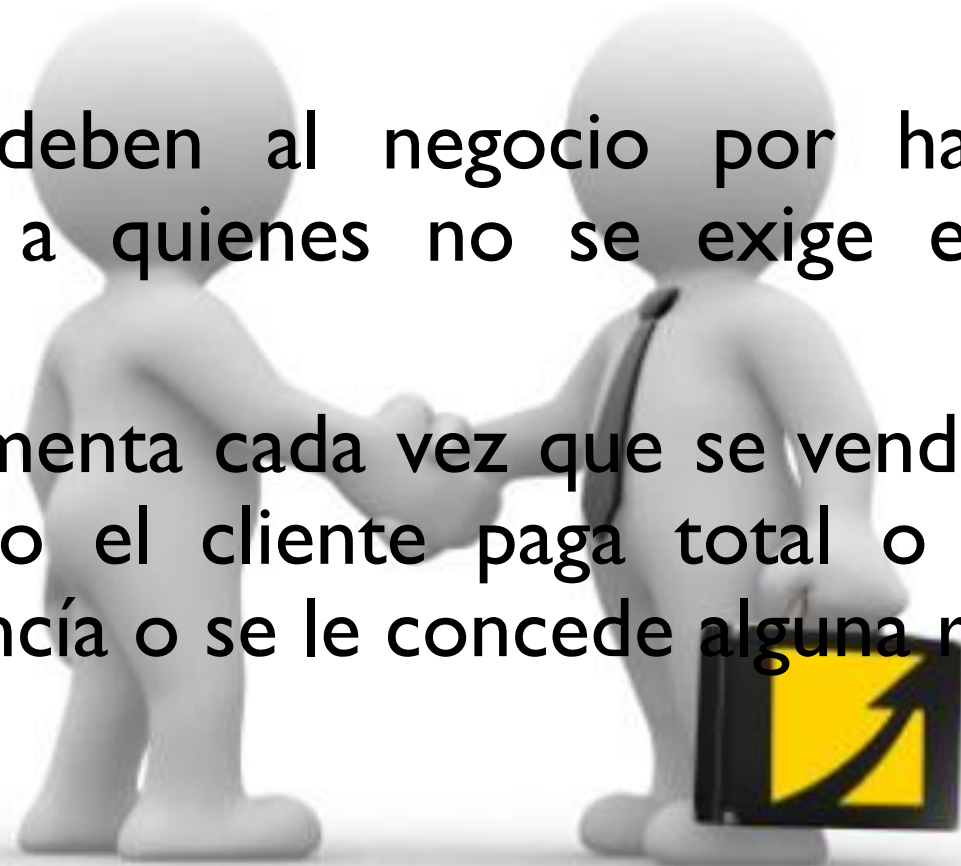 deben al negocio por ha
a quienes no se exige e
menta cada vez que se vend
o el cliente paga total o
ncía o se le concede alguna r